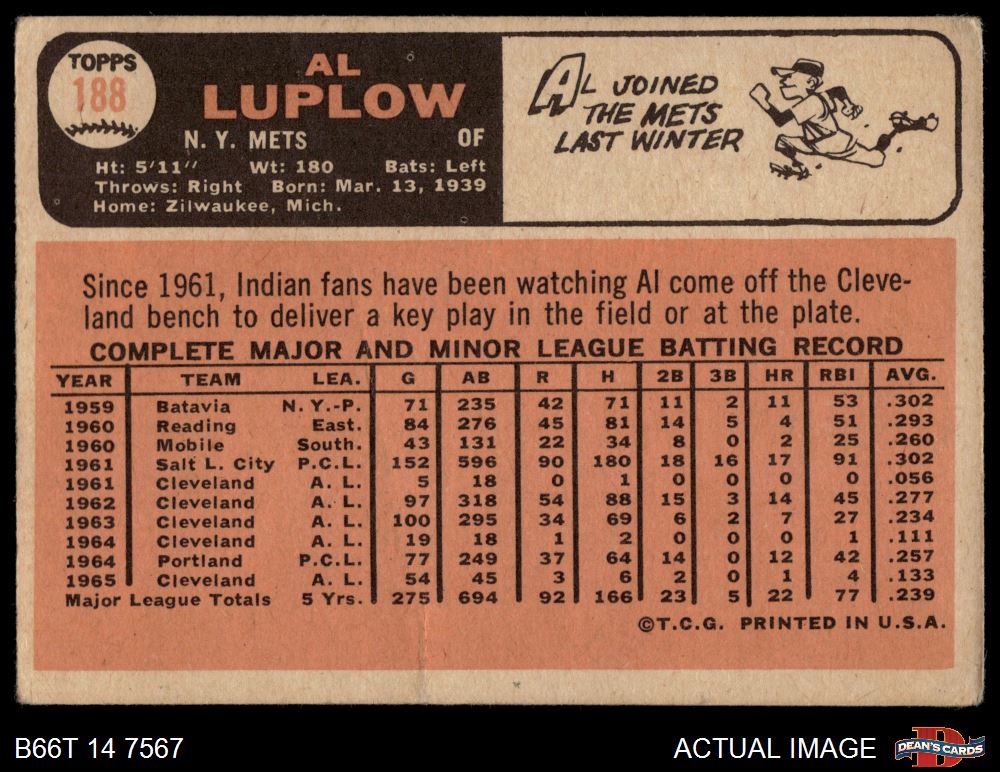 TOPPS
188
AL
LUPLOW
N. Y. METS OF
Ht: 5'11" Wt: 180 Bats: Left
Throws: Right Born: Mar. 13, 1939
Home: Zilwaukee, Mich.
AL JOINED
THE METS
LAST WINTER
Since 1961, Indian fans have been watching Al come off the Cleve-
land bench to deliver a key play in the field or at the plate.
COMPLETE MAJOR AND MINOR LEAGUE BATTING RECORD
YEAR TEAM LEA. G AB R H 2B 3B HR RBI AVG.
1959 Batavia N. Y.-P. 71 235 42 71 11 2 11 53 .302
1960 Reading East. 84 276 45 81 14 5 4 51 .293
1960 Mobile South. 43 131 22 34 8 0 2 25 .260
1961 Salt L. City P.C.L. 152 596 90 180 18 16 17 91 .302
1961 Cleveland A. L. 5 18 0 1 0 0 0 0 .056
1962 Cleveland A. L. 97 318 54 88 15 3 14 45 .277
1963 Cleveland A. L. 100 295 34 69 6 2 7 27 .234
1964 Cleveland A. L. 19 18 1 2 0 0 0 1 .111
1964 Portland P.C.L. 77 249 37 64 14 0 12 42 .257
1965 Cleveland A. L. 54 45 3 6 2 0 1 4 .133
Major League Totals 5 Yrs. 275 694 92 166 23 5 22 77 .239
©T.C.G. PRINTED IN U.S.A.
B66T 14 7567
ACTUAL IMAGE
DEAN'S CARDS